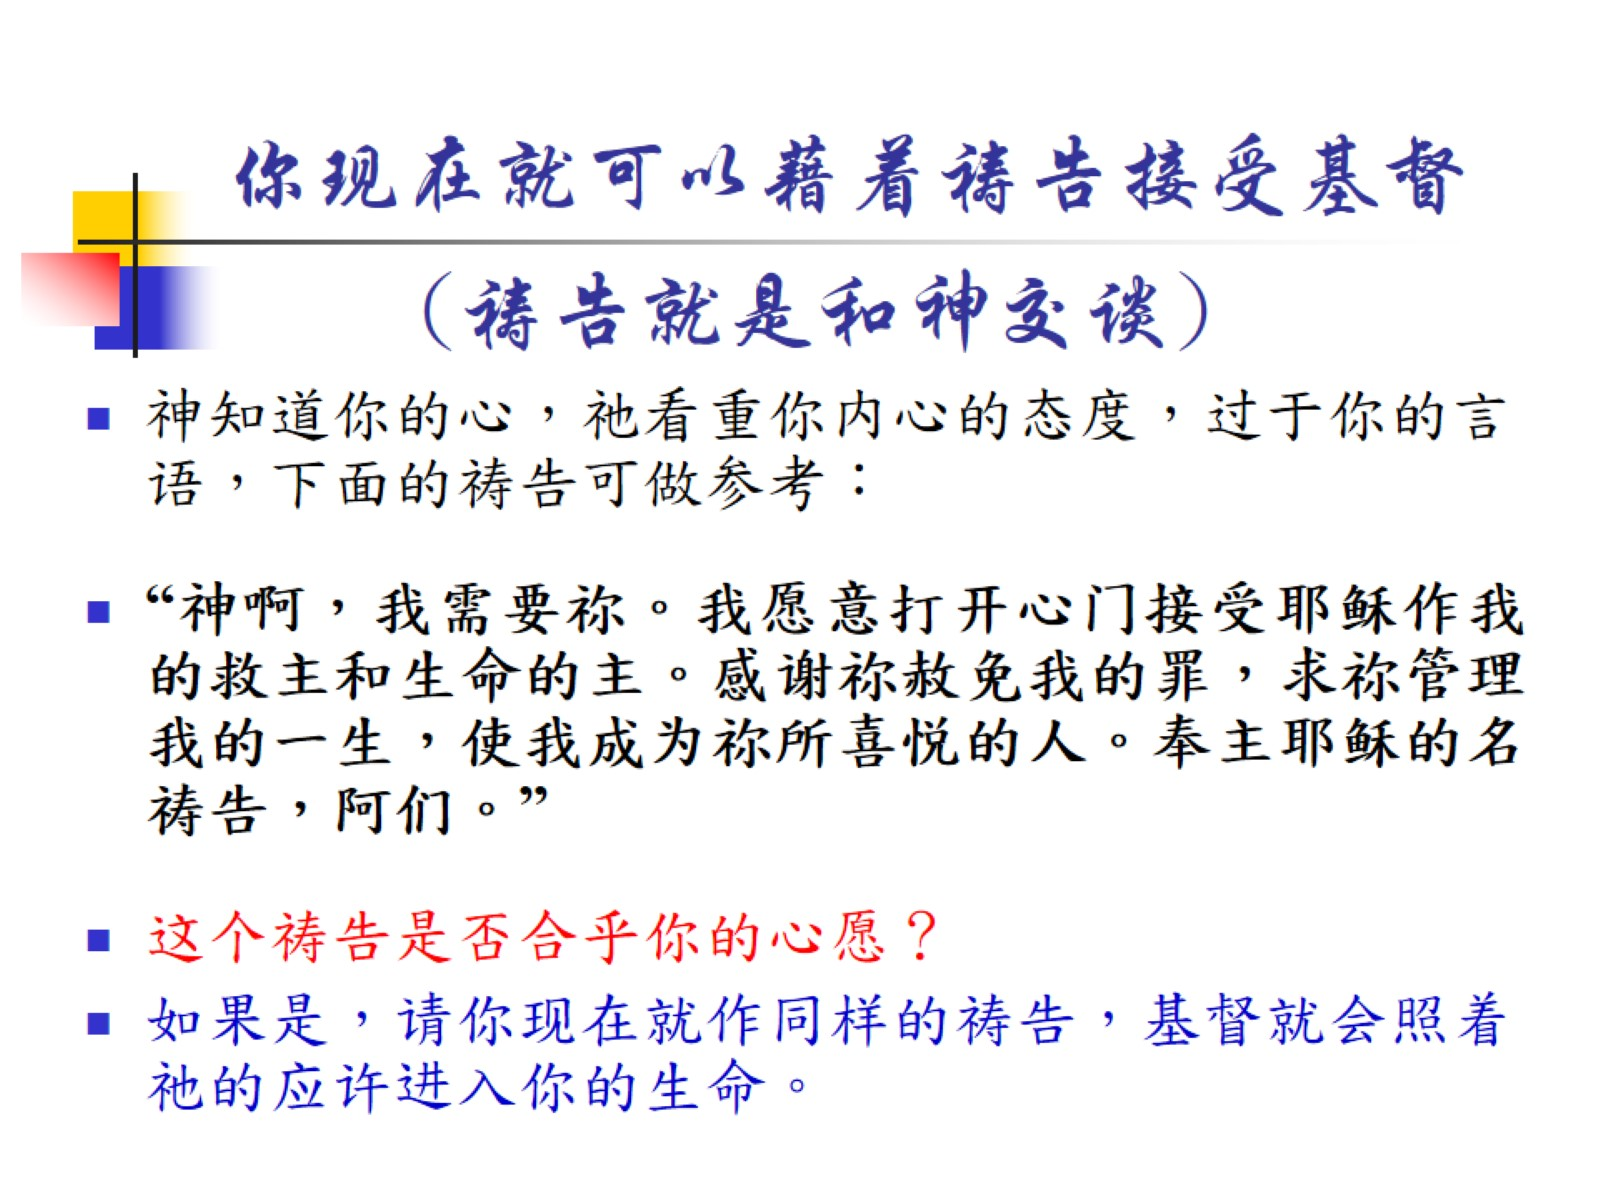 你现在就可以藉着祷告接受基督
（祷告就是和神交谈）
神知道你的心，祂看重你内心的态度，过于你的言
语，下面的祷告可做参考：
“神啊，我需要祢。我愿意打开心门接受耶稣作我
的救主和生命的主。感谢祢赦免我的罪，求祢管理
我的一生，使我成为祢所喜悦的人。奉主耶稣的名
祷告，阿们。”
这个祷告是否合乎你的心愿？
如果是，请你现在就作同样的祷告，基督就会照着
祂的应许进入你的生命。